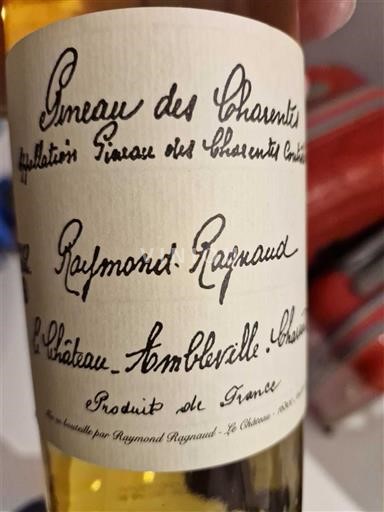 Pineau des Charentes
Appellation Pineau des Charentes
Raymond Ragnaud
Le Château - Ambleville
Produit de France
Mis en bouteille par Raymond Ragnaud - Le Château -